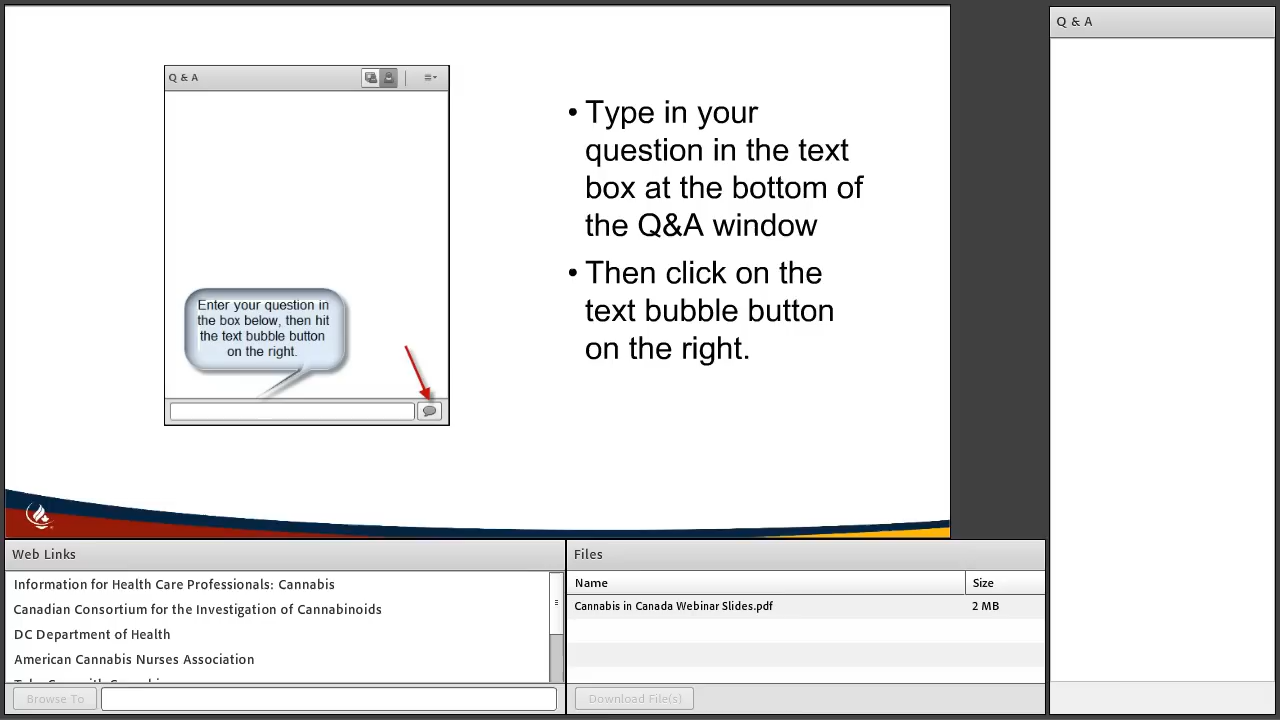 Q & A
Enter your question in
the box below, then hit
the text bubble button
on the right.
• Type in your
question in the text
box at the bottom of
the Q&A window
• Then click on the
text bubble button
on the right.
Q & A
Web Links
Information for Health Care Professionals: Cannabis
Canadian Consortium for the Investigation of Cannabinoids
DC Department of Health
American Cannabis Nurses Association
Browse To
Files
Name Size
Cannabis in Canada Webinar Slides.pdf 2 MB
Download File(s)